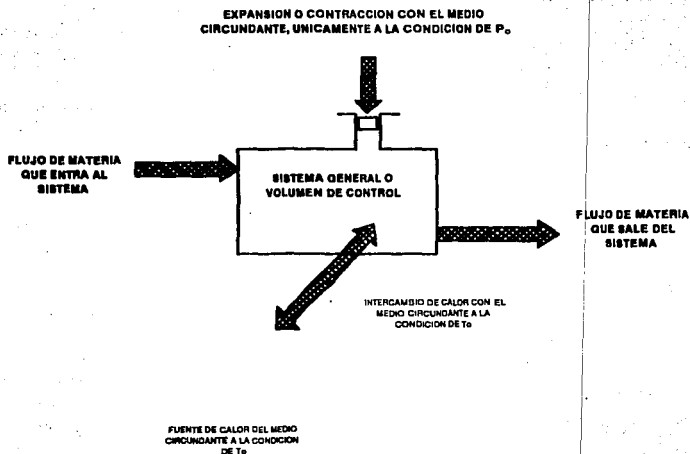 EXPANSION O CONTRACCION CON EL MEDIO
CIRCUNDANTE, UNICAMENTE A LA CONDICION DE Pₒ
FLUJO DE MATERIA
QUE ENTRA AL
SISTEMA
SISTEMA GENERAL O
VOLUMEN DE CONTROL
FLUJO DE MATERIA
QUE SALE DEL
SISTEMA
INTERCAMBIO DE CALOR CON EL
MEDIO CIRCUNDANTE A LA
CONDICION DE To
FUENTE DE CALOR DEL MEDIO
CIRCUNDANTE A LA CONDICION
DE To